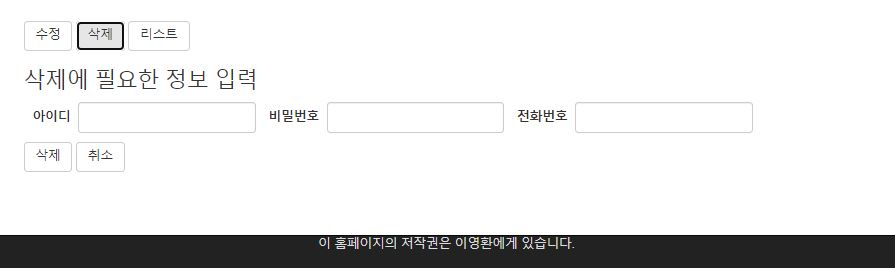 수정 삭제 리스트
삭제에 필요한 정보 입력
아이디 비밀번호 전화번호
삭제 취소
이 홈페이지의 저작권은 이영환에게 있습니다.